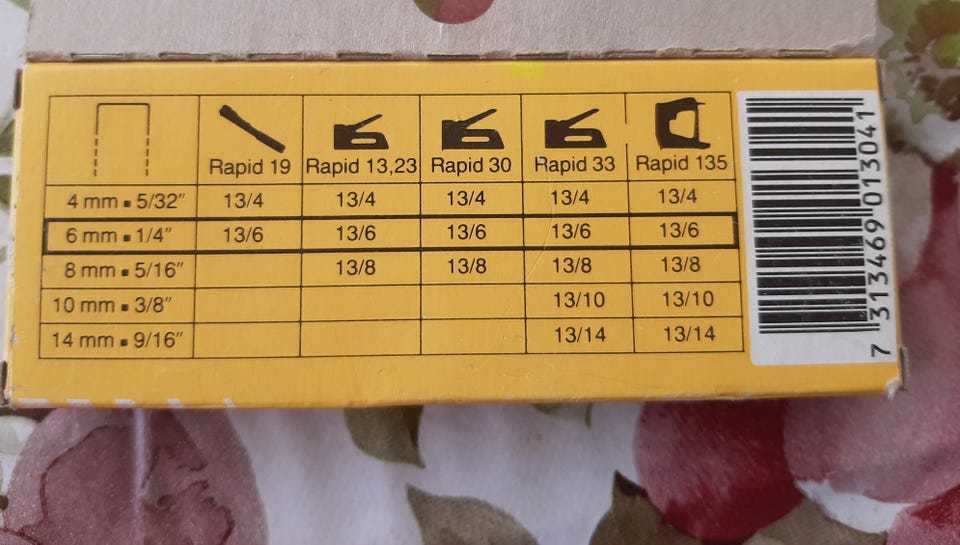 Rapid 19 Rapid 13,23 Rapid 30 Rapid 33 Rapid 135
4 mm ▪ 5/32" 13/4 13/4 13/4 13/4 13/4
6 mm ▪ 1/4" 13/6 13/6 13/6 13/6 13/6
8 mm ▪ 5/16" 13/8 13/8 13/8 13/8
10 mm ▪ 3/8" 13/10 13/10
14 mm ▪ 9/16" 13/14 13/14
7 313469 013041